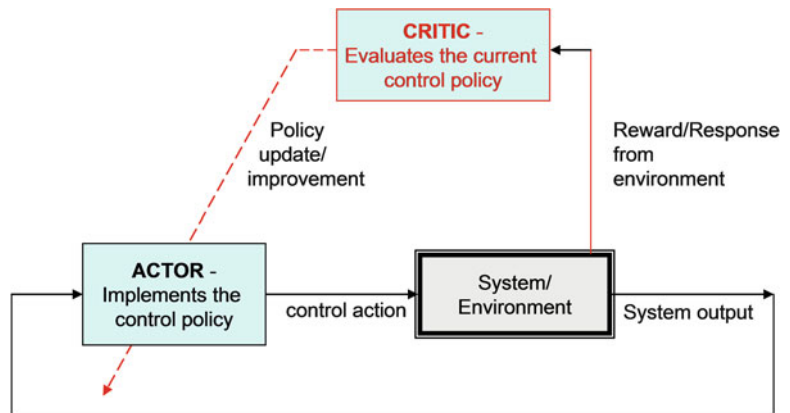 CRITIC -
Evaluates the current
control policy
Policy
update/
improvement
Reward/Response
from
environment
ACTOR -
Implements the
control policy
control action
System/
Environment
System output